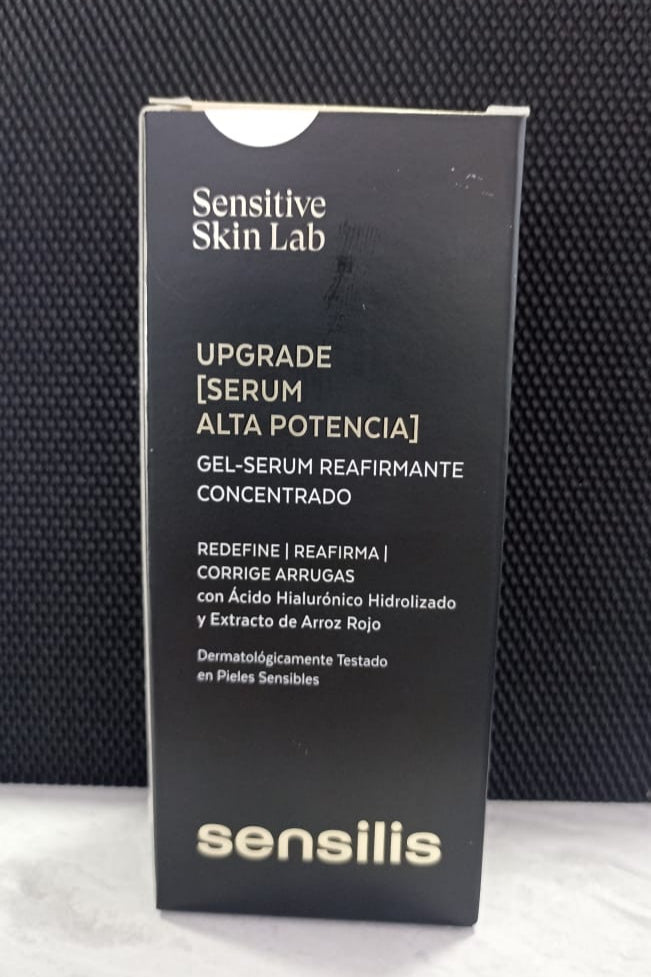 Sensitive
Skin Lab
UPGRADE
[SERUM
ALTA POTENCIA]
GEL-SERUM REAFIRMANTE
CONCENTRADO
REDEFINE | REAFIRMA |
CORRIGE ARRUGAS
con Ácido Hialurónico Hidrolizado
y Extracto de Arroz Rojo
Dermatológicamente Testado
en Pieles Sensibles
sensilis